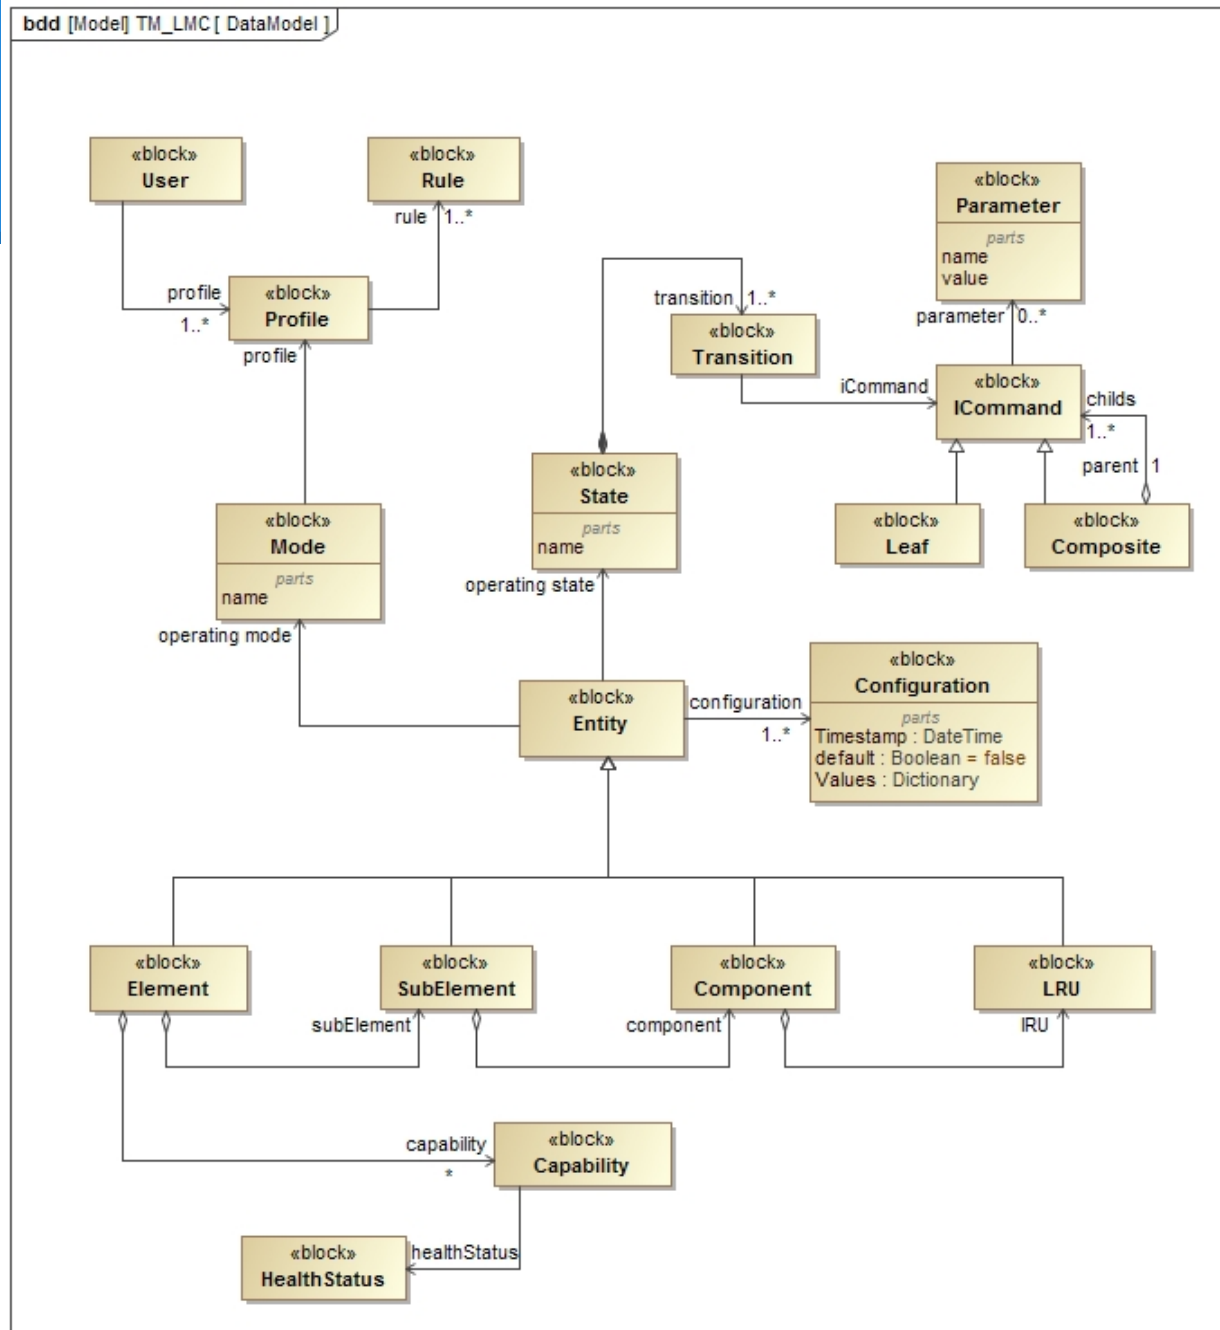 bdd [Model] TM_LMC [ DataModel ]
«block»
User
«block»
Rule
rule 1..*
profile
1..*
«block»
Profile
profile
«block»
Parameter
parts
name
value
parameter 0..*
transition 1..*
«block»
Transition
iCommand
«block»
ICommand
childs
1..*
parent 1
«block»
Leaf
«block»
Composite
«block»
State
parts
name
operating state
«block»
Mode
parts
name
operating mode
«block»
Entity
configuration
1..*
«block»
Configuration
parts
Timestamp : DateTime
default : Boolean = false
Values : Dictionary
«block»
Element
«block»
SubElement
«block»
Component
«block»
LRU
subElement
component
lRU
capability
*
«block»
Capability
healthStatus
«block»
HealthStatus